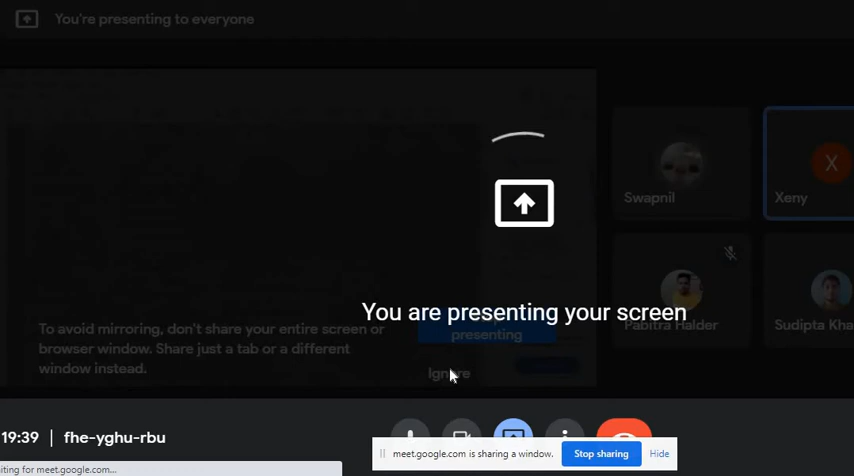 You're presenting to everyone
Swapnil
X
Xeny
You are presenting your screen
Pabitra Halder
Sudipta Kha
To avoid mirroring, don't share your entire screen or
browser window. Share just a tab or a different
window instead.
presenting
Ignore
19:39 | fhe-yghu-rbu
meet.google.com is sharing a window.
Stop sharing
Hide
iting for meet.google.com...